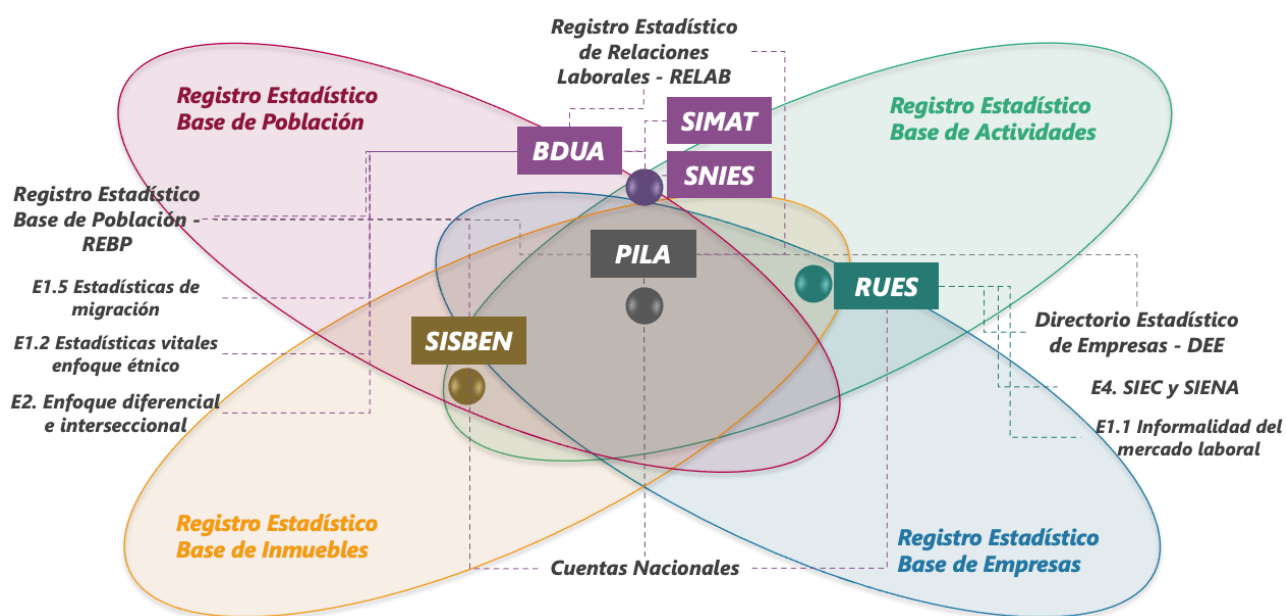 Registro Estadístico
de Relaciones
Laborales - RELAB
Registro Estadístico
Base de Población
Registro Estadístico
Base de Actividades
SIMAT
BDUA
SNIES
Registro Estadístico
Base de Población -
REBP
PILA
RUES
E1.5 Estadísticas de
migración
SISBEN
Directorio Estadístico
de Empresas - DEE
E1.2 Estadísticas vitales
enfoque étnico
E4. SIEC y SIENA
E2. Enfoque diferencial
e interseccional
E1.1 Informalidad del
mercado laboral
Registro Estadístico
Base de Inmuebles
Registro Estadístico
Base de Empresas
Cuentas Nacionales